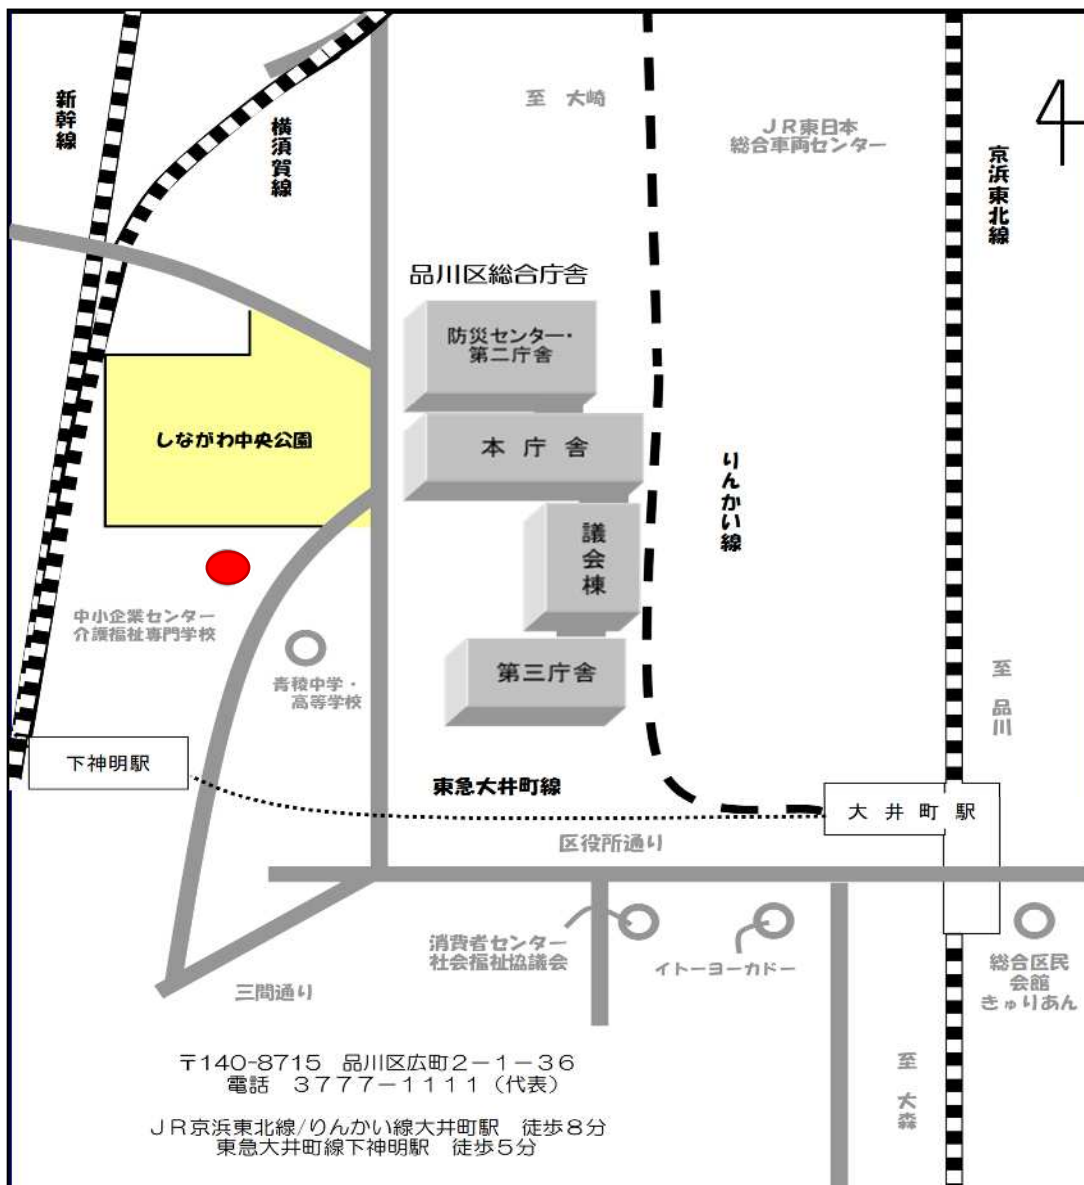 新幹線
横須賀線
至　大崎
ＪＲ東日本
総合車両センター
京浜東北線
品川区総合庁舎
防災センター・
第二庁舎
しながわ中央公園
本 庁 舎
りんかい線
議会棟
中小企業センター
介護福祉専門学校
青稜中学・
高等学校
第三庁舎
至　品川
下神明駅
東急大井町線
大 井 町 駅
区役所通り
消費者センター
社会福祉協議会
イトーヨーカドー
総合区民
会館
きゅりあん
三間通り
至　大森
〒140-8715　品川区広町２－１－３６
電話　３７７７－１１１１（代表）
ＪＲ京浜東北線/りんかい線大井町駅　徒歩８分
東急大井町線下神明駅　徒歩５分